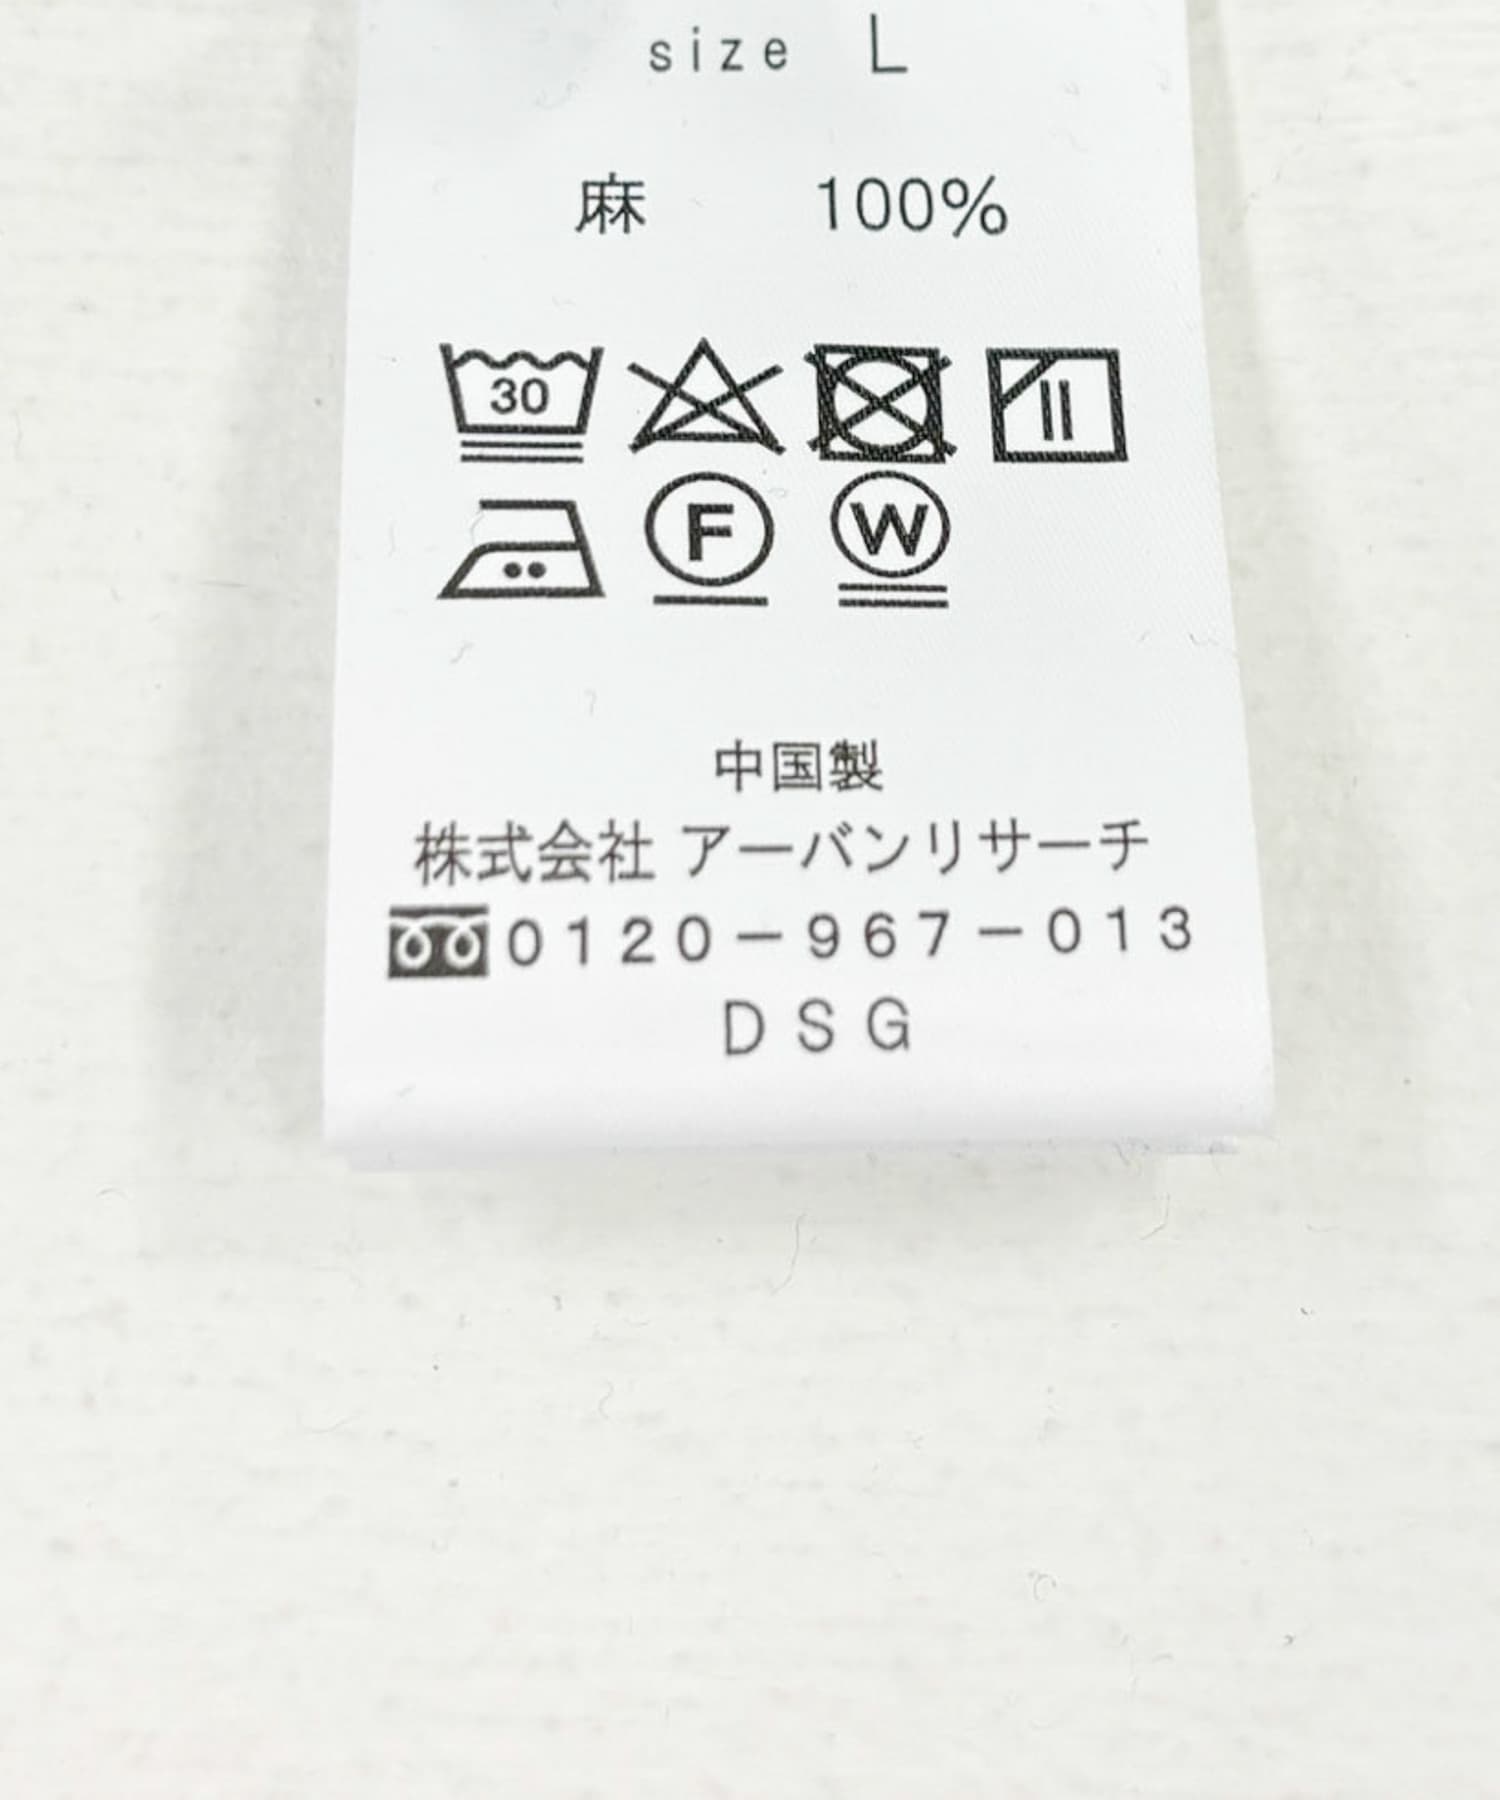 size L
麻 100%
30
F W
中国製
株式会社 アーバンリサーチ
0120-967-013
DSG